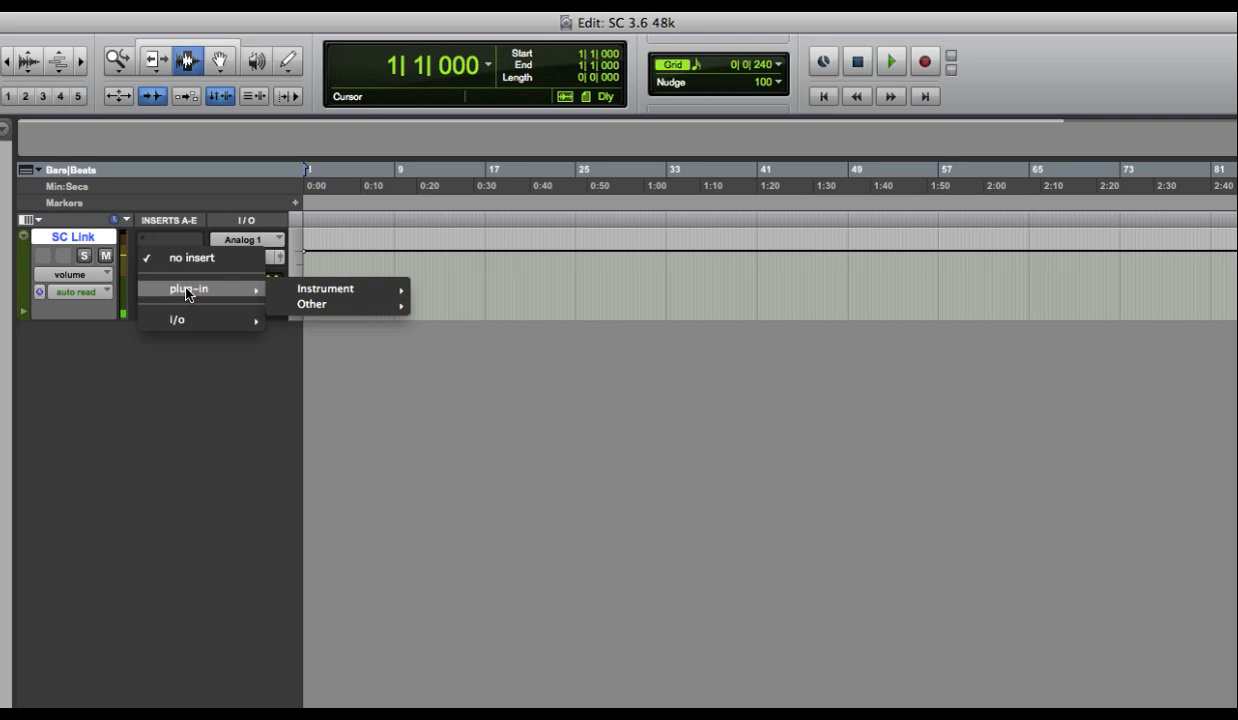 Edit: SC 3.6 48k
1| 1| 000
Start 1| 1| 000
End 1| 1| 000
Length 0| 0| 000
Cursor
Dly
Grid 0| 0| 240
Nudge 100
1 2 3 4 5
Bars|Beats 1 9 17 25 33 41 49 57 65 73 81
Min:Secs 0:00 0:10 0:20 0:30 0:40 0:50 1:00 1:10 1:20 1:30 1:40 1:50 2:00 2:10 2:20 2:30 2:40
Markers +
INSERTS A-E I / O
SC Link
Analog 1
S M
no insert
volume
plug-in
Instrument
auto read
Other
i/o